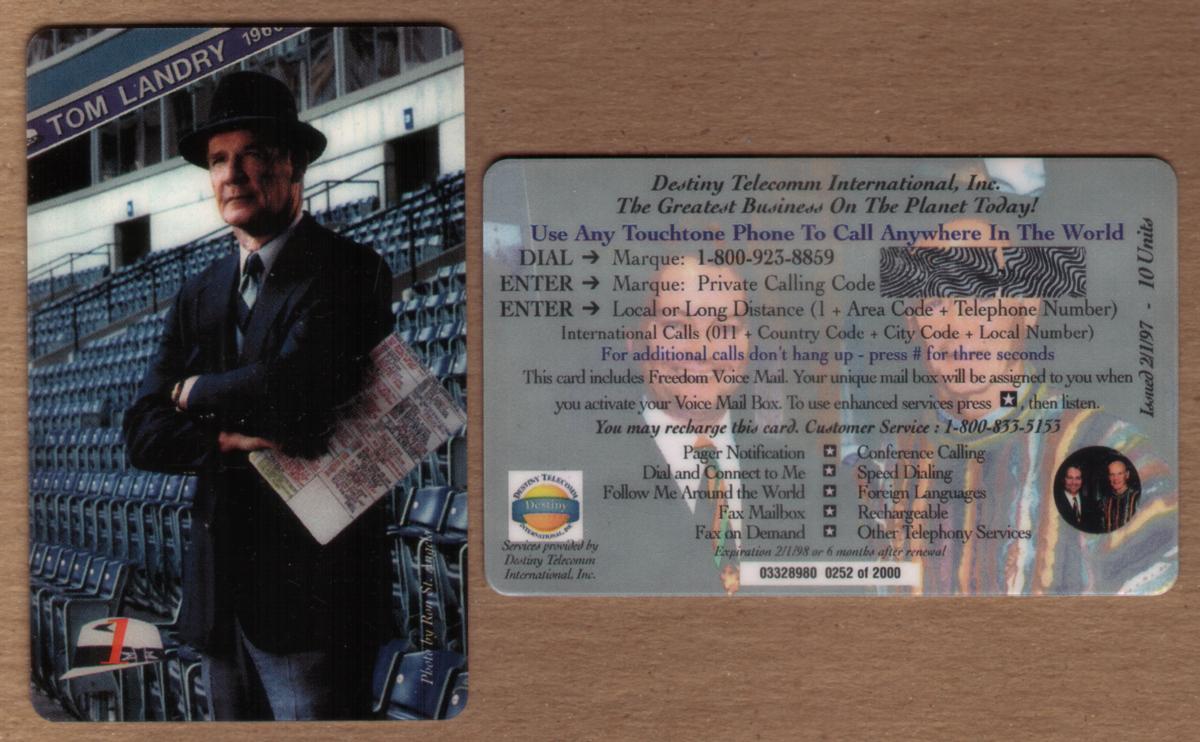 TOM LANDRY 196
1
Photo by Ron St. Angelo
Destiny Telecomm International, Inc.
The Greatest Business On The Planet Today!
Use Any Touchtone Phone To Call Anywhere In The World
DIAL → Marque: 1-800-923-8859
ENTER → Marque: Private Calling Code
ENTER → Local or Long Distance (1 + Area Code + Telephone Number)
International Calls (011 + Country Code + City Code + Local Number)
For additional calls don't hang up - press # for three seconds
This card includes Freedom Voice Mail. Your unique mail box will be assigned to you when
you activate your Voice Mail Box. To use enhanced services press ★, then listen.
You may recharge this card. Customer Service : 1-800-833-5153
Pager Notification ★ Conference Calling
Dial and Connect to Me ★ Speed Dialing
Follow Me Around the World ★ Foreign Languages
Fax Mailbox ★ Rechargeable
Fax on Demand ★ Other Telephony Services
Expiration 2/1/98 or 6 months after renewal
03328980 0252 of 2000
DESTINY TELECOMM
Destiny
INTERNATIONAL, INC.
Services provided by
Destiny Telecomm
International, Inc.
Issued 2/1/97 - 10 Units